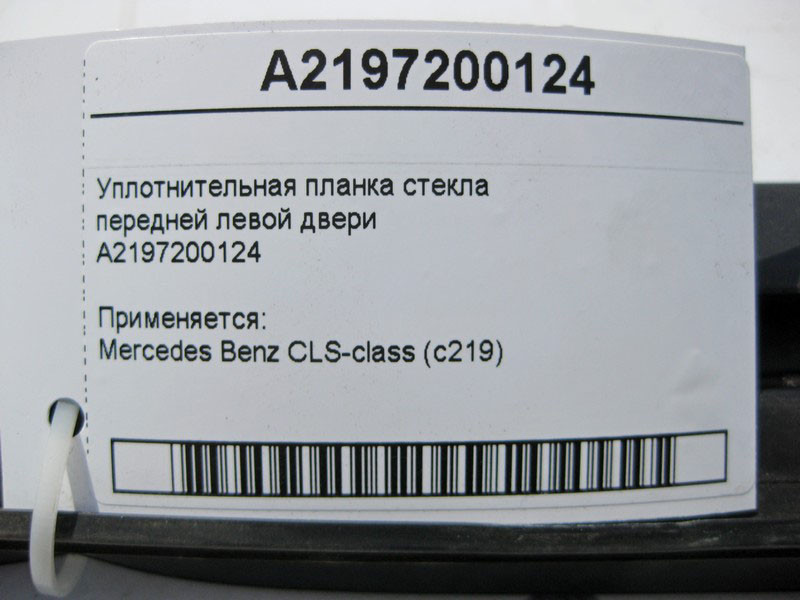 A2197200124
Уплотнительная планка стекла
передней левой двери
A2197200124
Применяется:
Mercedes Benz CLS-class (c219)